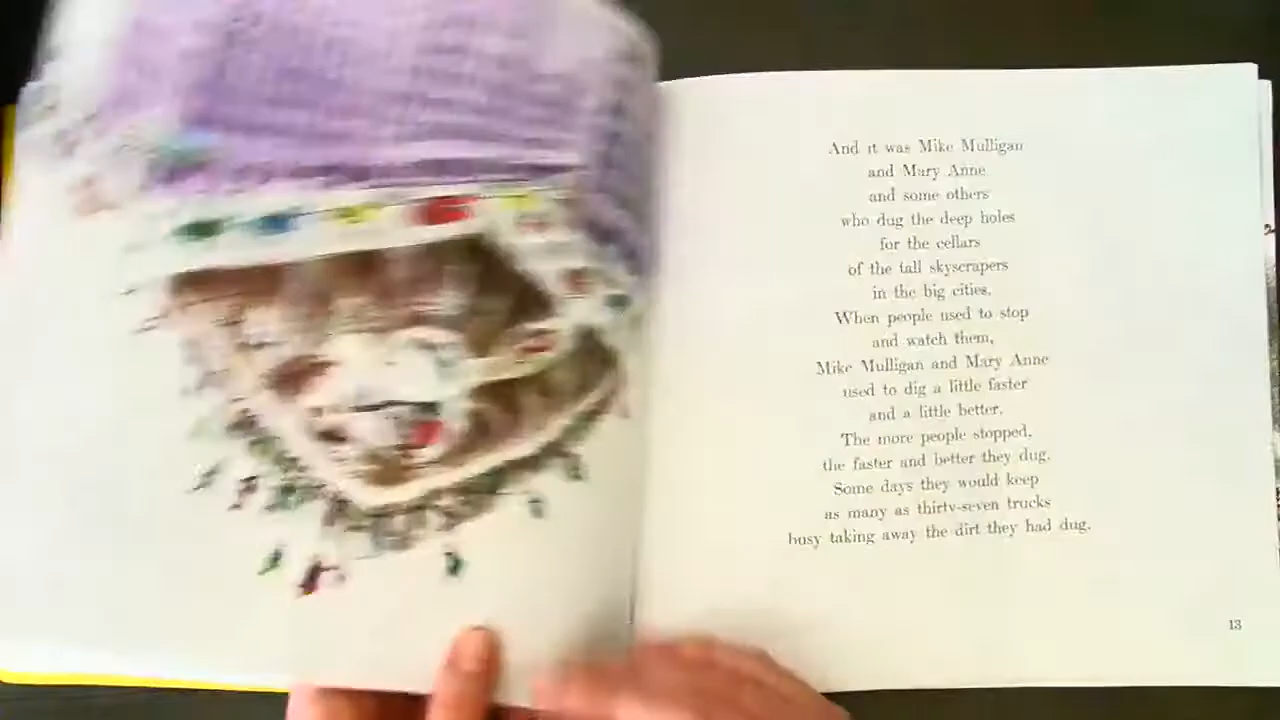 And it was Mike Mulligan
and Mary Anne
and some others
who dug the deep holes
for the cellars
of the tall skyscrapers
in the big cities.
When people used to stop
and watch them,
Mike Mulligan and Mary Anne
used to dig a little faster
and a little better.
The more people stopped,
the faster and better they dug.
Some days they would keep
as many as thirty-seven trucks
busy taking away the dirt they had dug.
13